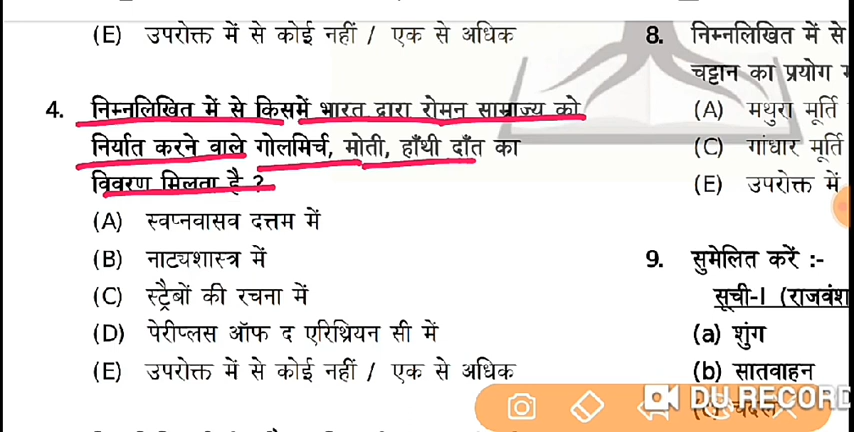 (E) उपरोक्त में से कोई नहीं / एक से अधिक
4. निम्नलिखित में से किसमें भारत द्वारा रोमन साम्राज्य को
निर्यात करने वाले गोलमिर्च, मोती, हाँथी दाँत का
विवरण मिलता है ?
(A) स्वप्नवासव दत्तम में
(B) नाट्यशास्त्र में
(C) स्ट्रैबों की रचना में
(D) पेरीप्लस ऑफ द एरिथ्रियन सी में
(E) उपरोक्त में से कोई नहीं / एक से अधिक
8. निम्नलिखित में से
चट्टान का प्रयोग
(A) मथुरा मूर्ति
(C) गांधार मूर्ति
(E) उपरोक्त में
9. सुमेलित करें :-
सूची-I (राजवंश
(a) शुंग
(b) सातवाहन
DU RECORD